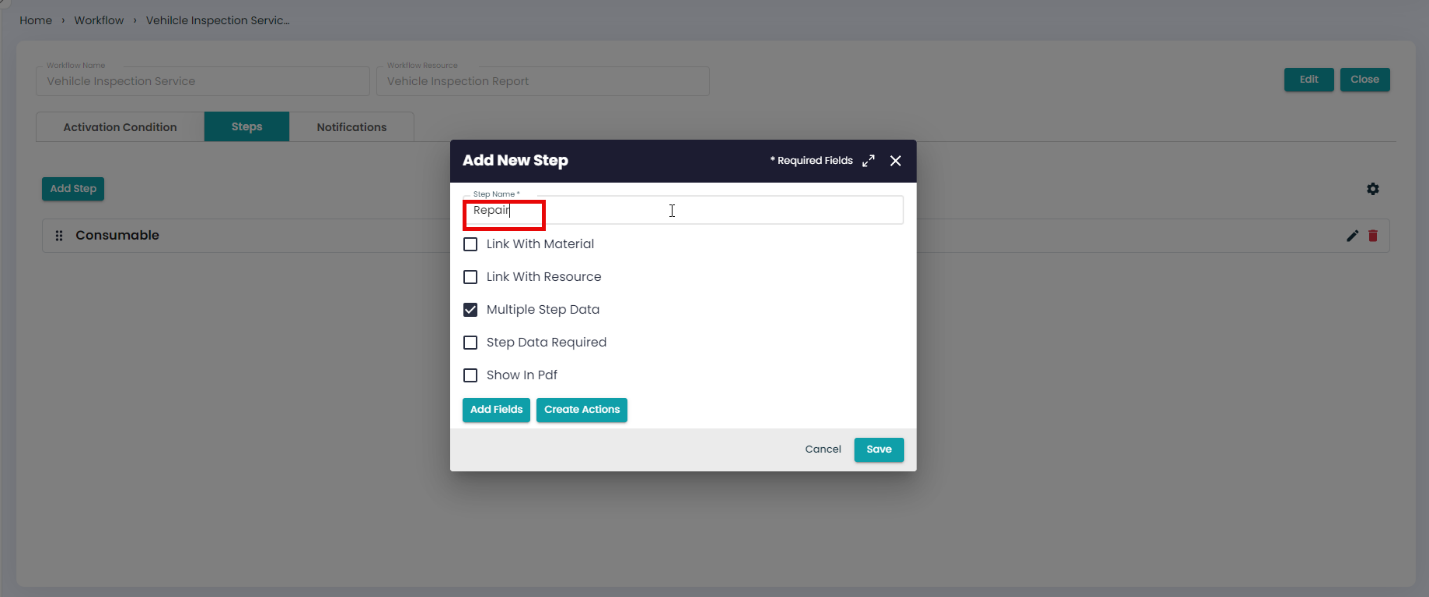 Home › Workflow › Vehilcle Inspection Servic...
Workflow Name
Vehilcle Inspection Service
Workflow Resource
Vehicle Inspection Report
Edit
Close
Activation Condition
Steps
Notifications
Add Step
Consumable
Add New Step
* Required Fields
Step Name *
Repair
Link With Material
Link With Resource
Multiple Step Data
Step Data Required
Show In Pdf
Add Fields
Create Actions
Cancel
Save